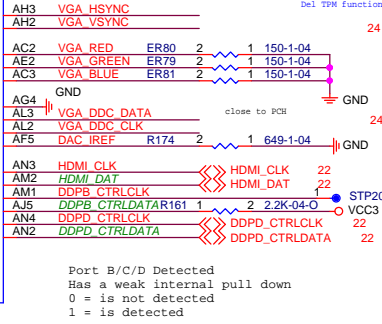 Del TPM function
AH3 VGA_HSYNC
AH2 VGA_VSYNC
24
AC2 VGA_RED ER80 2 1 150-1-04
AE2 VGA_GREEN ER79 2 1 150-1-04
AC3 VGA_BLUE ER81 2 1 150-1-04
AG4 GND
GND
AL3 VGA_DDC_DATA close to PCH
24
AL2 VGA_DDC_CLK
AF5 DAC_IREF R174 2 1 649-1-04 GND
AN3 HDMI_CLK HDMI_CLK 22
AM2 HDMI_DAT HDMI_DAT 22
AM1 DDPB_CTRLCLK 1 STP20
AJ5 DDPB_CTRLDATA R161 1 2 2.2K-04-O VCC3
AN4 DDPD_CTRLCLK DDPD_CTRLCLK 22
AN2 DDPD_CTRLDATA DDPD_CTRLDATA 22
Port B/C/D Detected
Has a weak internal pull down
0 = is not detected
1 = is detected